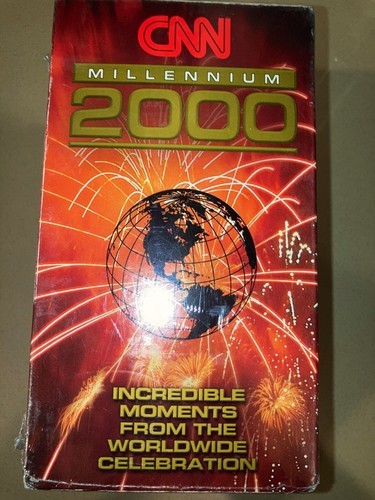 CNN
MILLENNIUM
2000
INCREDIBLE
MOMENTS
FROM THE
WORLDWIDE
CELEBRATION